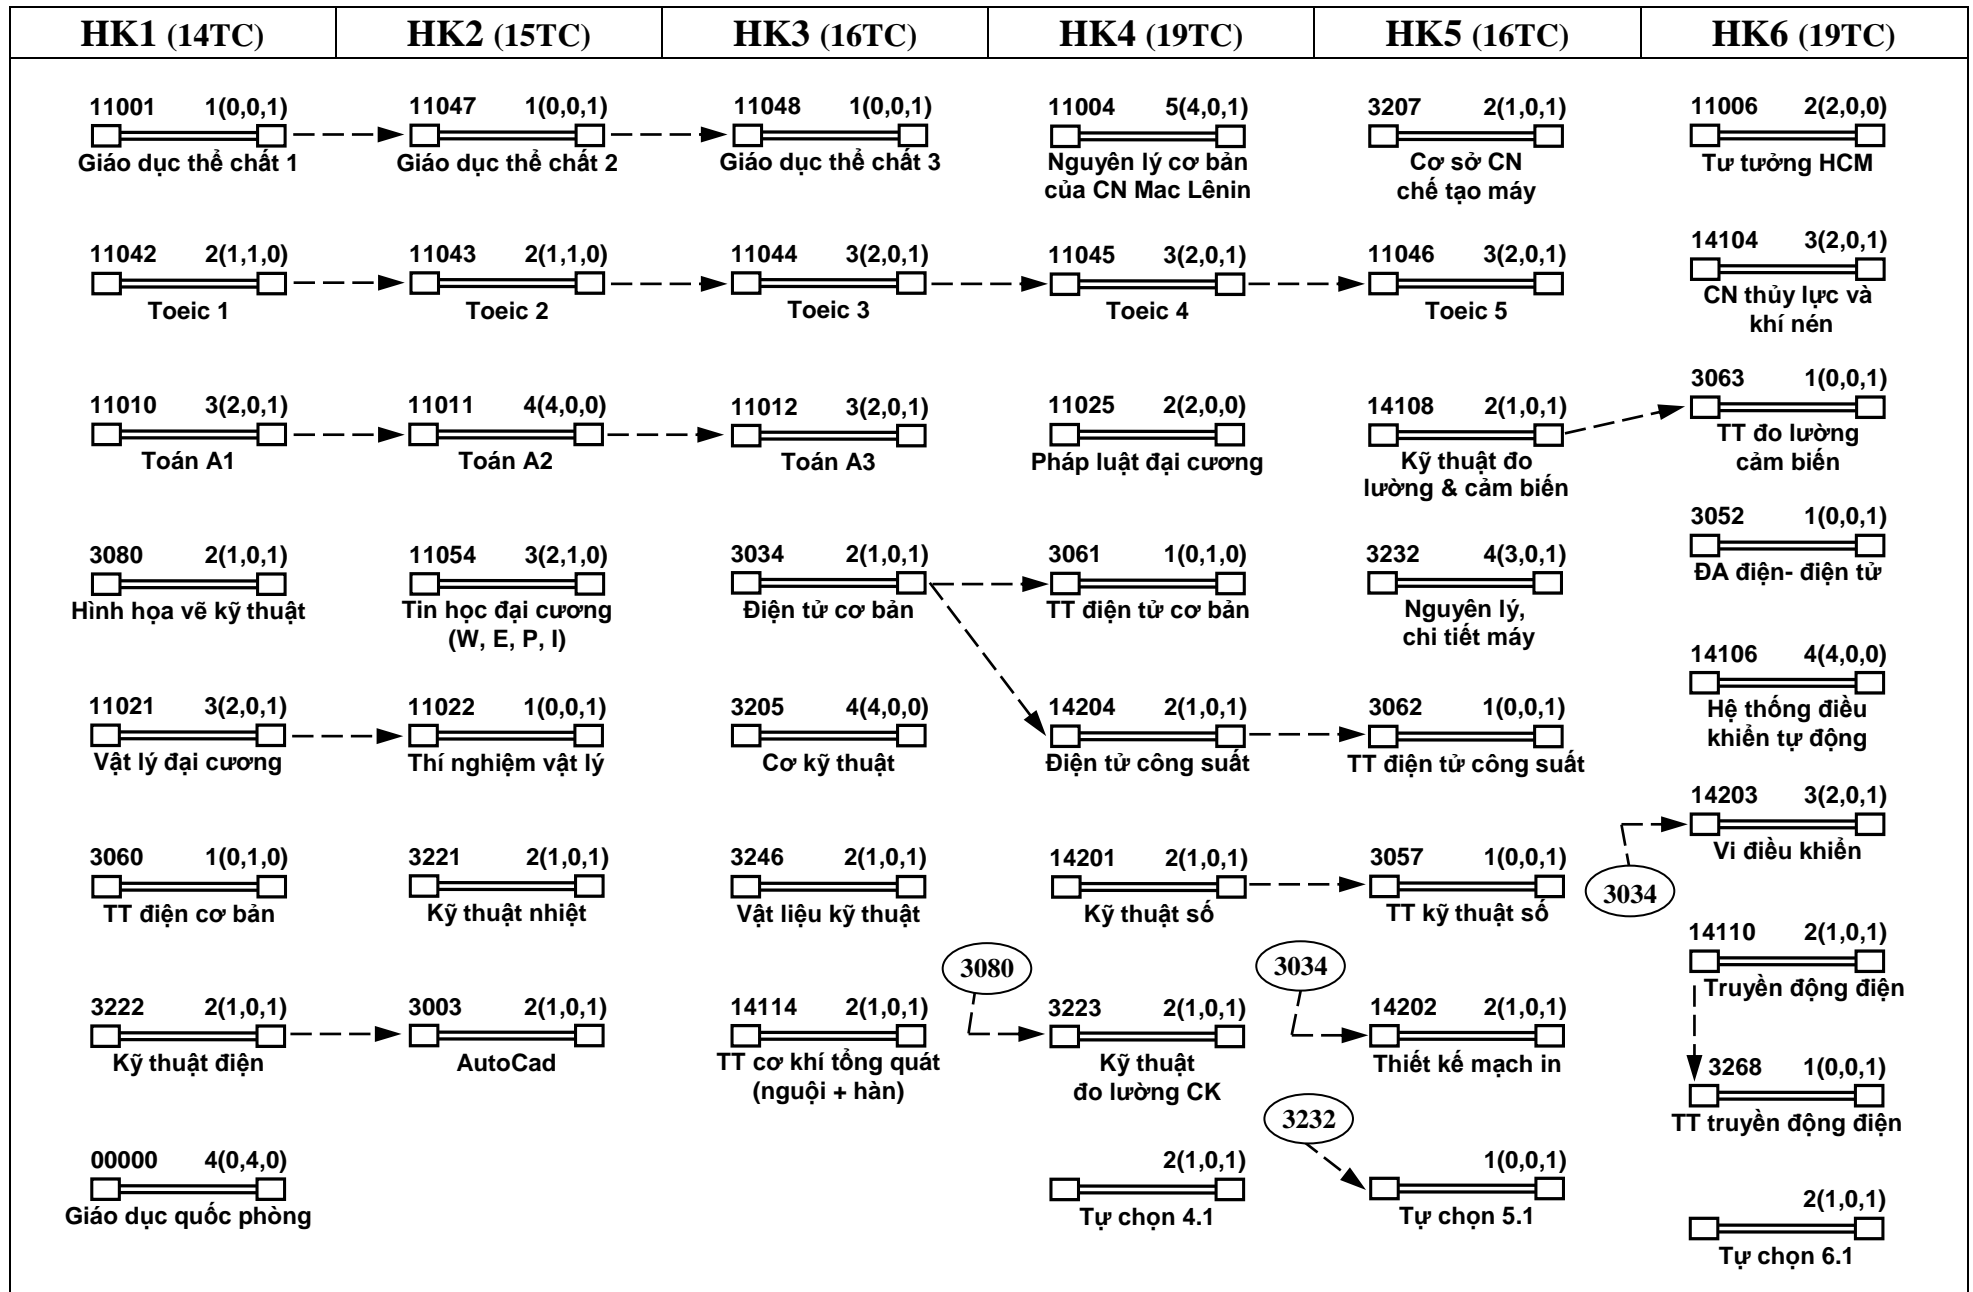 HK1 (14TC)
HK2 (15TC)
HK3 (16TC)
HK4 (19TC)
HK5 (16TC)
HK6 (19TC)
11001 1(0,0,1)
Giáo dục thể chất 1
11042 2(1,1,0)
Toeic 1
11010 3(2,0,1)
Toán A1
3080 2(1,0,1)
Hình họa vẽ kỹ thuật
11021 3(2,0,1)
Vật lý đại cương
3060 1(0,1,0)
TT điện cơ bản
3222 2(1,0,1)
Kỹ thuật điện
00000 4(0,4,0)
Giáo dục quốc phòng
11047 1(0,0,1)
Giáo dục thể chất 2
11043 2(1,1,0)
Toeic 2
11011 4(4,0,0)
Toán A2
11054 3(2,1,0)
Tin học đại cương
(W, E, P, I)
11022 1(0,0,1)
Thí nghiệm vật lý
3221 2(1,0,1)
Kỹ thuật nhiệt
3003 2(1,0,1)
AutoCad
11048 1(0,0,1)
Giáo dục thể chất 3
11044 3(2,0,1)
Toeic 3
11012 3(2,0,1)
Toán A3
3034 2(1,0,1)
Điện tử cơ bản
3205 4(4,0,0)
Cơ kỹ thuật
3246 2(1,0,1)
Vật liệu kỹ thuật
14114 2(1,0,1)
TT cơ khí tổng quát
(nguội + hàn)
11004 5(4,0,1)
Nguyên lý cơ bản
của CN Mac Lênin
11045 3(2,0,1)
Toeic 4
11025 2(2,0,0)
Pháp luật đại cương
3061 1(0,1,0)
TT điện tử cơ bản
14204 2(1,0,1)
Điện tử công suất
14201 2(1,0,1)
Kỹ thuật số
3080
3223 2(1,0,1)
Kỹ thuật
đo lường CK
2(1,0,1)
Tự chọn 4.1
3207 2(1,0,1)
Cơ sở CN
chế tạo máy
11046 3(2,0,1)
Toeic 5
14108 2(1,0,1)
Kỹ thuật đo
lường & cảm biến
3232 4(3,0,1)
Nguyên lý,
chi tiết máy
3062 1(0,0,1)
TT điện tử công suất
3057 1(0,0,1)
TT kỹ thuật số
3034
14202 2(1,0,1)
Thiết kế mạch in
3232
1(0,0,1)
Tự chọn 5.1
11006 2(2,0,0)
Tư tưởng HCM
14104 3(2,0,1)
CN thủy lực và
khí nén
3063 1(0,0,1)
TT đo lường
cảm biến
3052 1(0,0,1)
ĐA điện- điện tử
14106 4(4,0,0)
Hệ thống điều
khiển tự động
14203 3(2,0,1)
Vi điều khiển
3034
14110 2(1,0,1)
Truyền động điện
3268 1(0,0,1)
TT truyền động điện
2(1,0,1)
Tự chọn 6.1